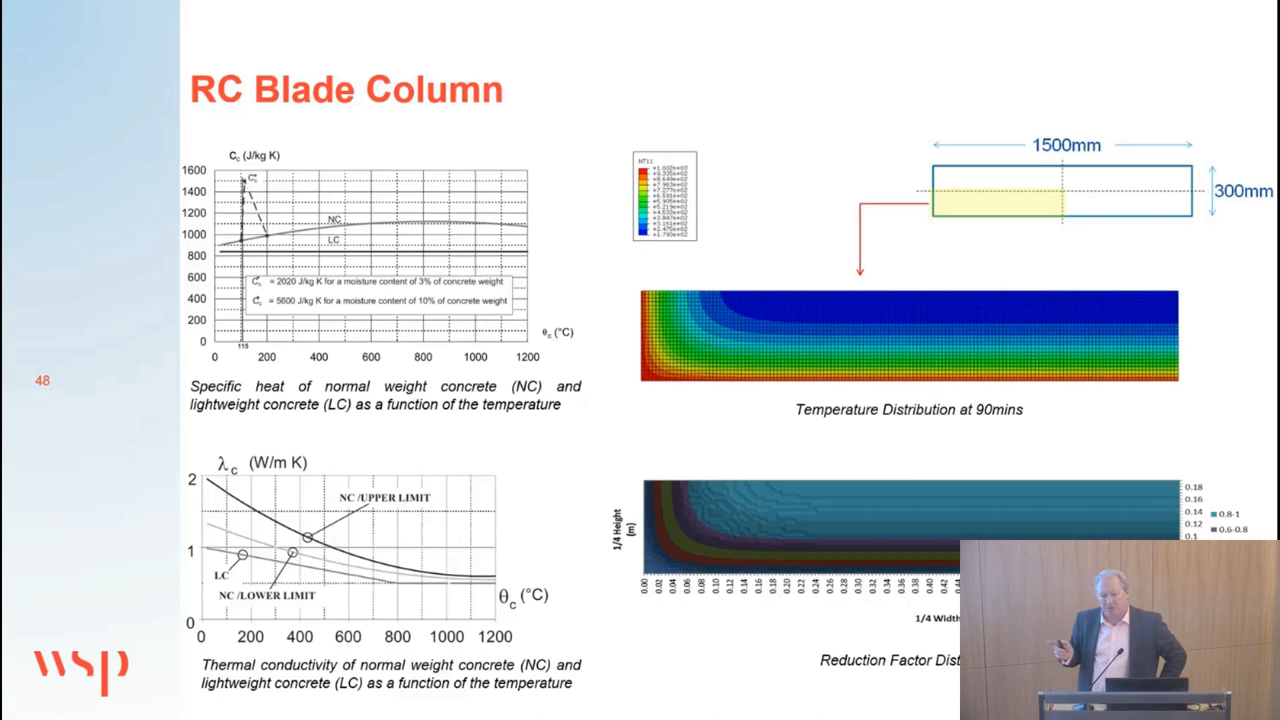 RC Blade Column
C c (J/kg K)
1600
1400
1200
1000
800
600
400
200
0
NC
LC
= 2020 J/kg K for a moisture content of 3% of concrete weight
= 5600 J/kg K for a moisture content of 10% of concrete weight
θc (°C)
115
0 200 400 600 800 1000 1200
Specific heat of normal weight concrete (NC) and
lightweight concrete (LC) as a function of the temperature
48
λ c (W/m K)
2
1
0
NC /UPPER LIMIT
LC
NC /LOWER LIMIT
θc (°C)
0 200 400 600 800 1000 1200
Thermal conductivity of normal weight concrete (NC) and
lightweight concrete (LC) as a function of the temperature
wsp
NT11
1500mm
300mm
Temperature Distribution at 90mins
1/4 Height
(m)
0.18
0.16
0.14
0.12
0.1
0.8-1
0.6-0.8
0.00 0.02 0.04 0.06 0.08 0.10 0.12 0.14 0.16 0.18 0.20 0.22 0.24 0.26 0.28 0.30 0.32 0.34 0.36 0.38 0.40 0.42 0.44
1/4 Width
Reduction Factor Dist